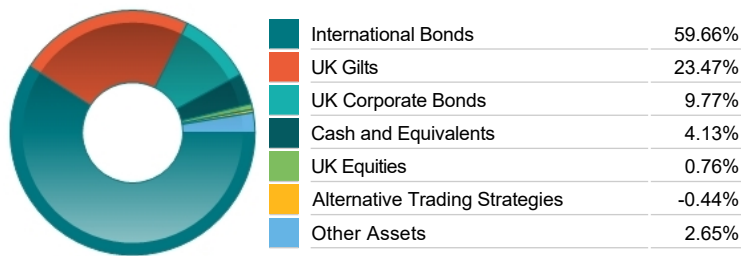 International Bonds 59.66%
UK Gilts 23.47%
UK Corporate Bonds 9.77%
Cash and Equivalents 4.13%
UK Equities 0.76%
Alternative Trading Strategies -0.44%
Other Assets 2.65%